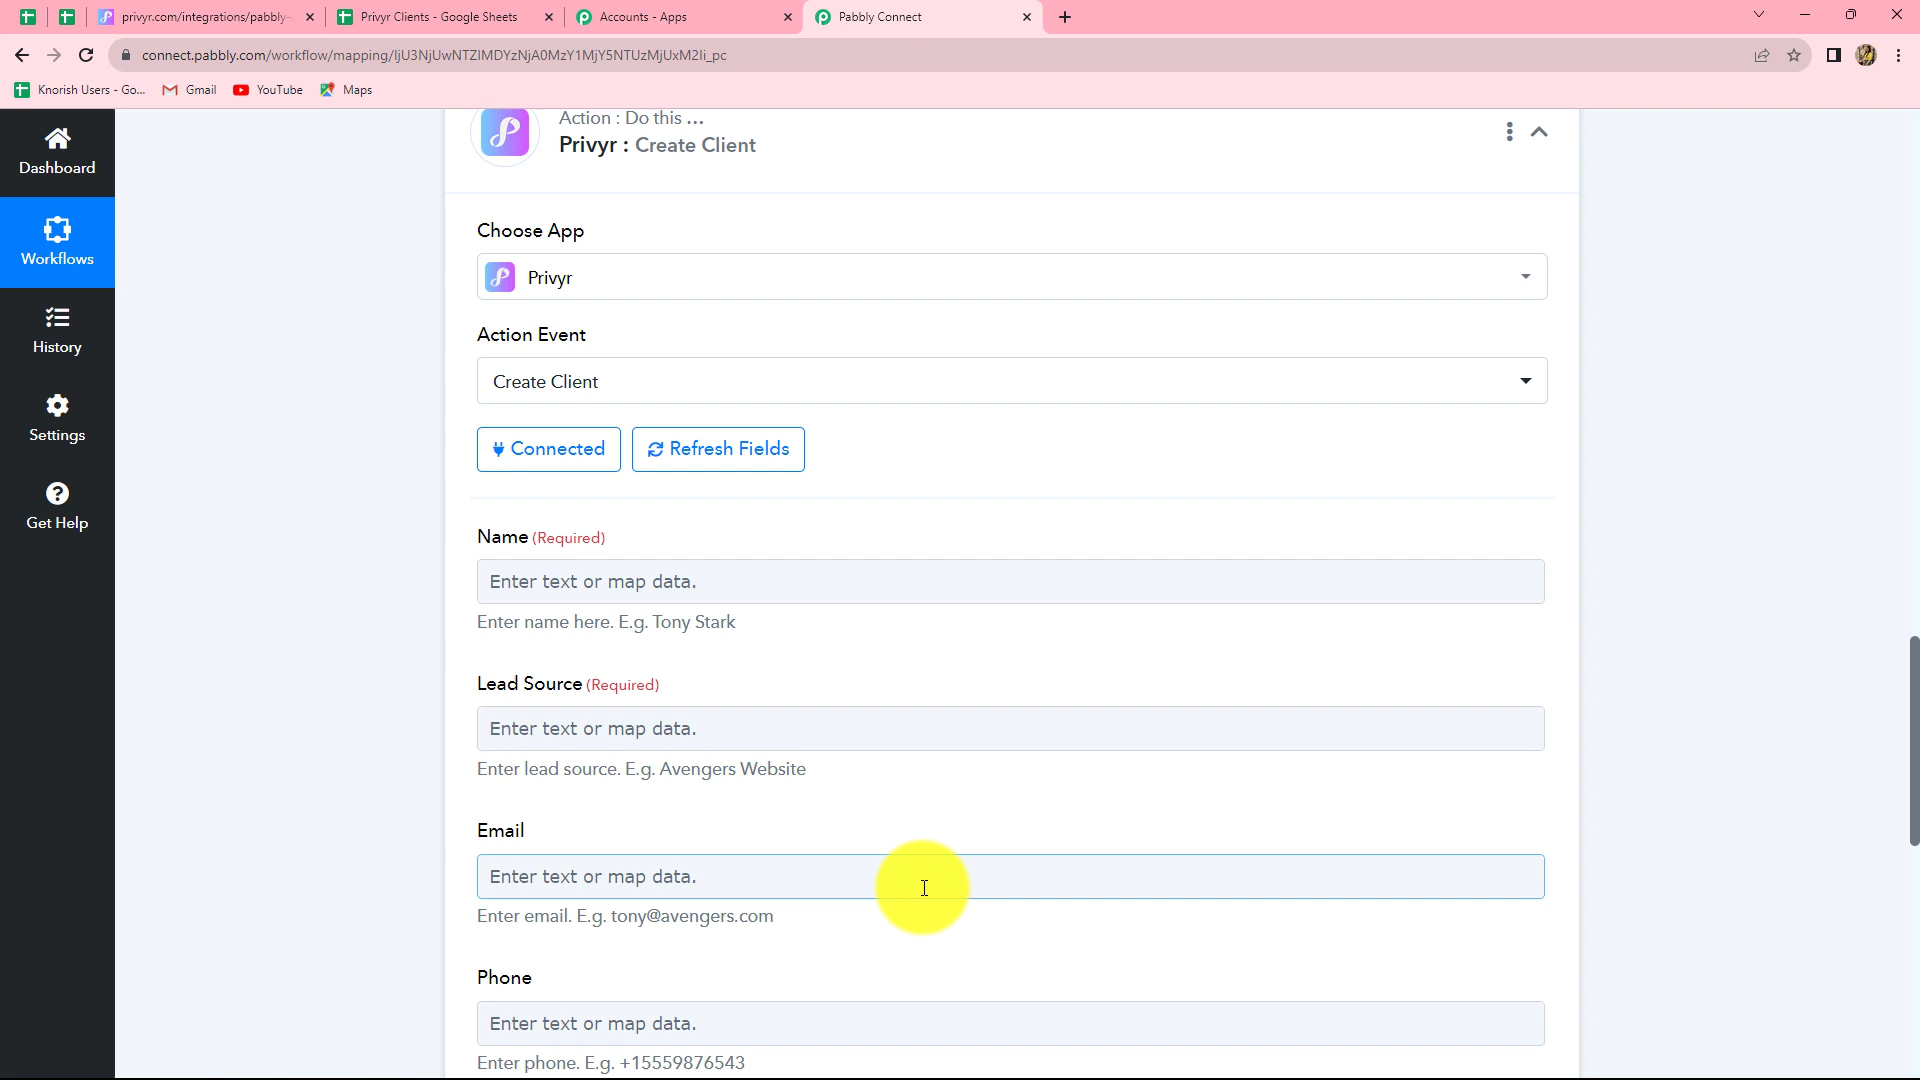 privyr.com/integrations/pabbly-
Privyr Clients - Google Sheets
Accounts - Apps
Pabbly Connect
connect.pabbly.com/workflow/mapping/IjU3NjUwNTZlMDYzNjA0MzY1MjY5NTUzMjUxM2Ii_pc
Knorish Users - Go...
Gmail
YouTube
Maps
Dashboard
Workflows
History
Settings
Get Help
Action : Do this ...
Privyr : Create Client
Choose App
Privyr
Action Event
Create Client
Connected
Refresh Fields
Name (Required)
Enter text or map data.
Enter name here. E.g. Tony Stark
Lead Source (Required)
Enter text or map data.
Enter lead source. E.g. Avengers Website
Email
Enter text or map data.
Enter email. E.g. tony@avengers.com
Phone
Enter text or map data.
Enter phone. E.g. +15559876543